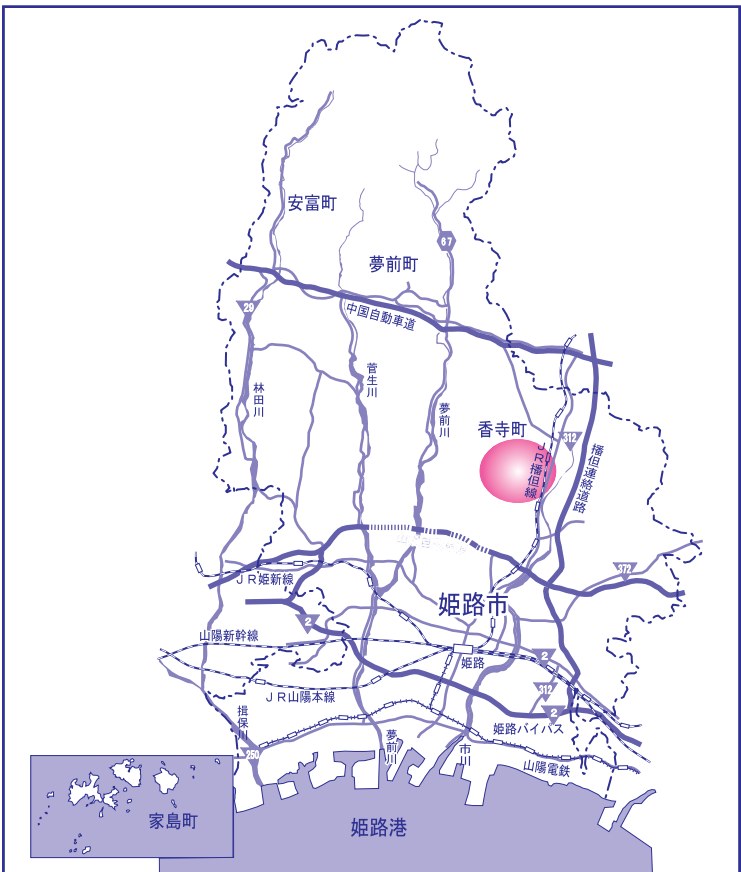 安富町
夢前町
67
29
中国自動車道
菅生川
林田川
夢前川
香寺町
312
JR播但線
播但連絡道路
372
JR姫新線
姫路市
2
山陽新幹線
姫路
2
312
2
JR山陽本線
揖保川
姫路バイパス
夢前川
市川
250
山陽電鉄
家島町
姫路港